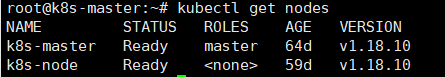 root@k8s-master:~# kubectl get nodes
NAME STATUS ROLES AGE VERSION
k8s-master Ready master 64d v1.18.10
k8s-node Ready <none> 59d v1.18.10